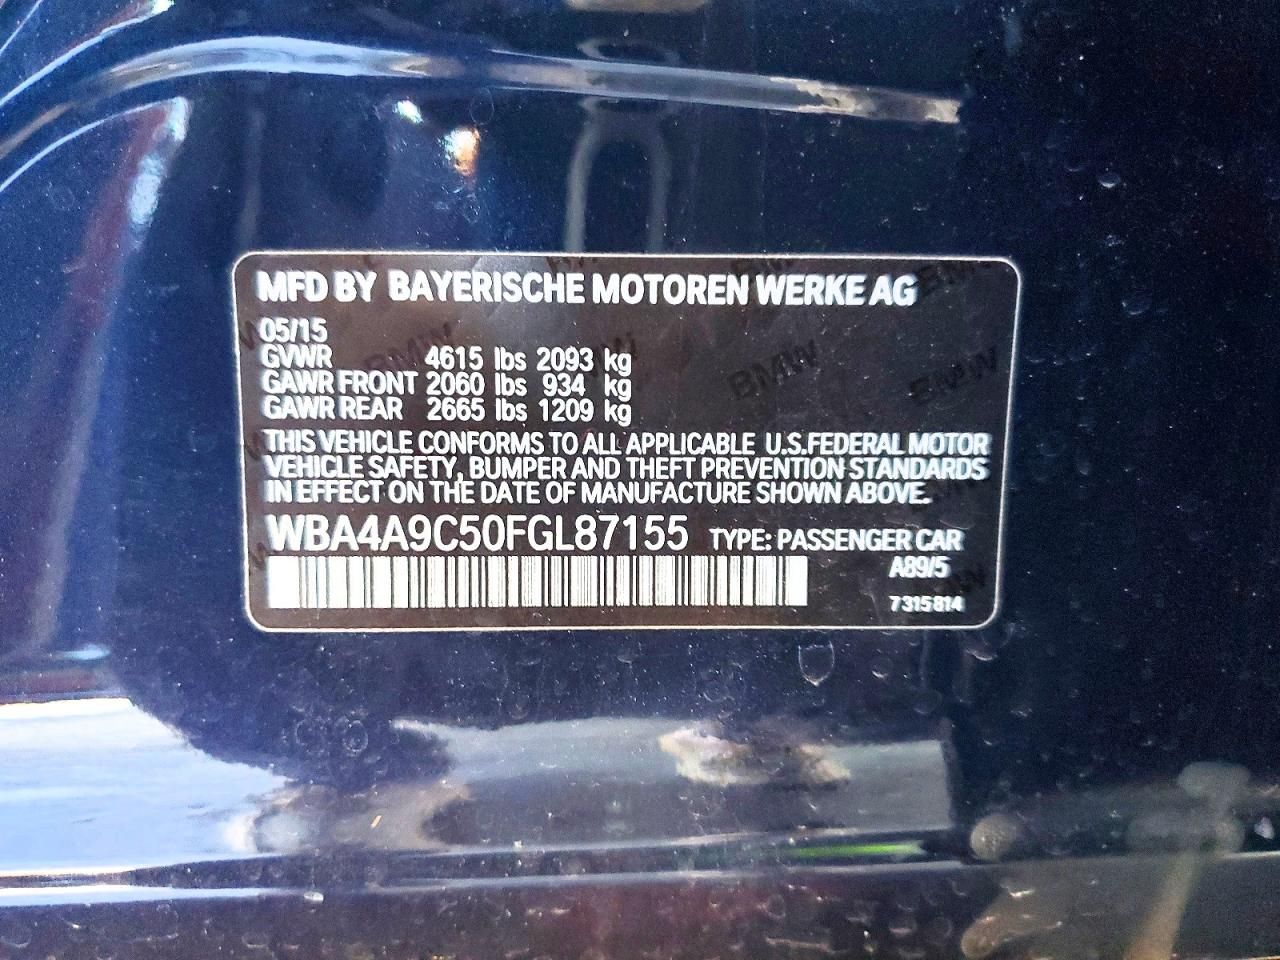 MFD BY BAYERISCHE MOTOREN WERKE AG
05/15
GVWR 4615 lbs 2093 kg
GAWR FRONT 2060 lbs 934 kg
GAWR REAR 2665 lbs 1209 kg
THIS VEHICLE CONFORMS TO ALL APPLICABLE U.S.FEDERAL MOTOR
VEHICLE SAFETY, BUMPER AND THEFT PREVENTION STANDARDS
IN EFFECT ON THE DATE OF MANUFACTURE SHOWN ABOVE.
WBA4A9C50FGL87155 TYPE: PASSENGER CAR
A89/5
7315814